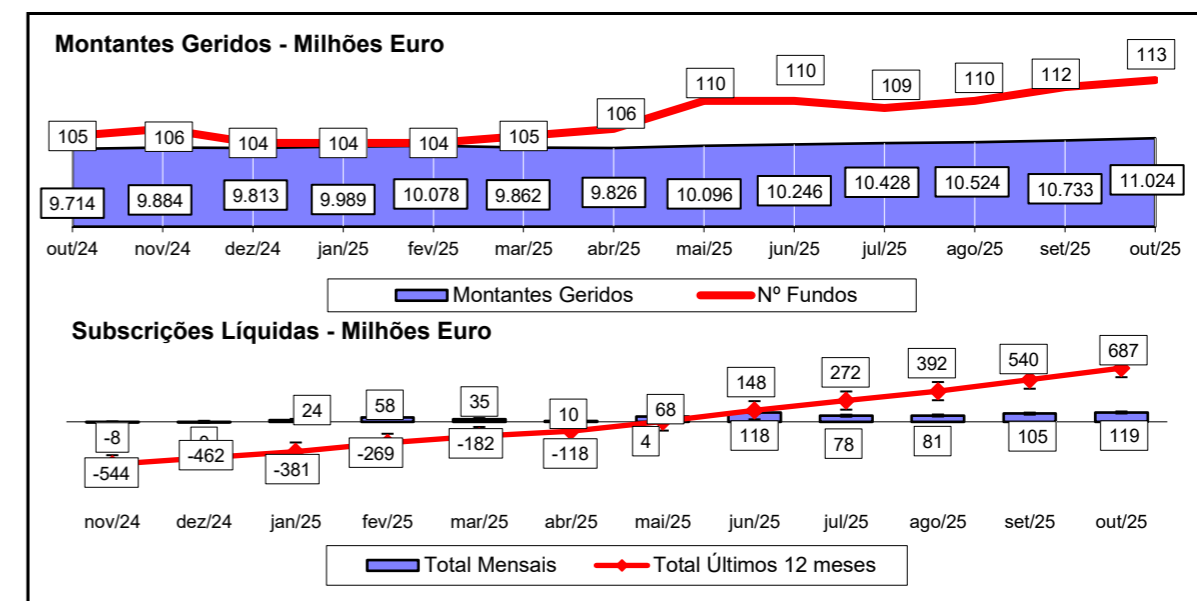 Montantes Geridos - Milhões Euro
105 106 104 104 104 105 106 110 110 109 110 112 113
9.714 9.884 9.813 9.989 10.078 9.862 9.826 10.096 10.246 10.428 10.524 10.733 11.024
out/24 nov/24 dez/24 jan/25 fev/25 mar/25 abr/25 mai/25 jun/25 jul/25 ago/25 set/25 out/25
Montantes Geridos Nº Fundos
Subscrições Líquidas - Milhões Euro
-8 24 58 35 10 68 118 78 81 105 119
-544 -462 -381 -269 -182 -118 4 148 272 392 540 687
nov/24 dez/24 jan/25 fev/25 mar/25 abr/25 mai/25 jun/25 jul/25 ago/25 set/25 out/25
Total Mensais Total Últimos 12 meses